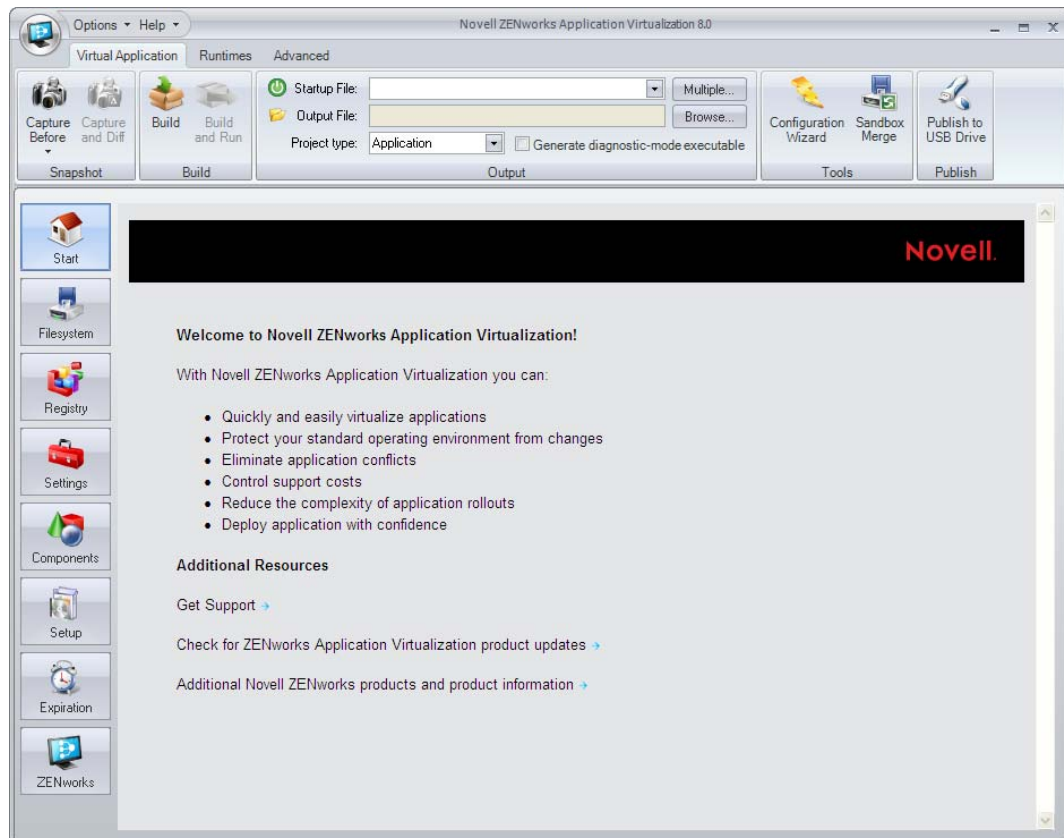 Options Help
Novell ZENworks Application Virtualization 8.0
Virtual Application Runtimes Advanced
Capture Before
Capture and Diff
Snapshot
Build
Build and Run
Build
Startup File:
Multiple...
Output File:
Browse...
Project type: Application
Generate diagnostic-mode executable
Output
Configuration Wizard
Sandbox Merge
Tools
Publish to USB Drive
Publish
Start
Filesystem
Registry
Settings
Components
Setup
Expiration
ZENworks
Novell.
Welcome to Novell ZENworks Application Virtualization!
With Novell ZENworks Application Virtualization you can:
• Quickly and easily virtualize applications
• Protect your standard operating environment from changes
• Eliminate application conflicts
• Control support costs
• Reduce the complexity of application rollouts
• Deploy application with confidence
Additional Resources
Get Support
Check for ZENworks Application Virtualization product updates
Additional Novell ZENworks products and product information